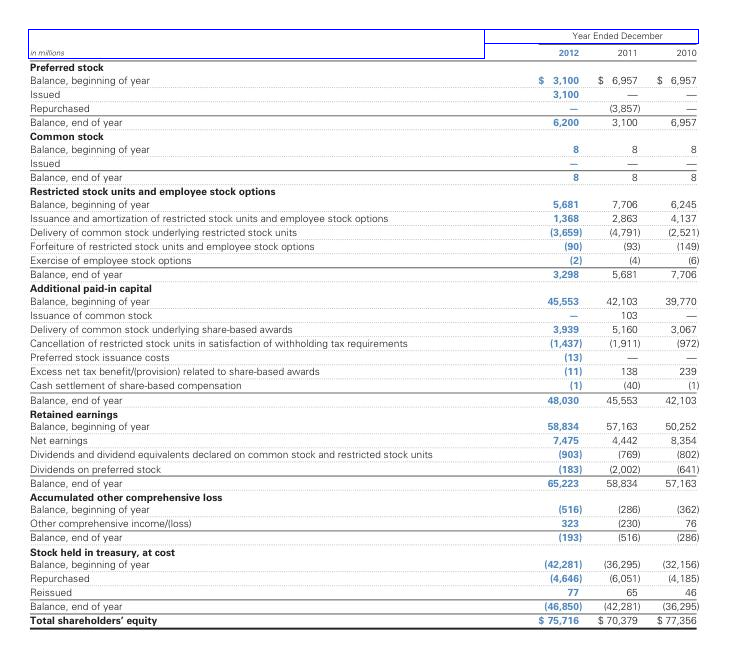 Year Ended December
in millions 2012 2011 2010
Preferred stock
Balance, beginning of year $ 3,100 $ 6,957 $ 6,957
Issued 3,100 — —
Repurchased — (3,857) —
Balance, end of year 6,200 3,100 6,957
Common stock
Balance, beginning of year 8 8 8
Issued — — —
Balance, end of year 8 8 8
Restricted stock units and employee stock options
Balance, beginning of year 5,681 7,706 6,245
Issuance and amortization of restricted stock units and employee stock options 1,368 2,863 4,137
Delivery of common stock underlying restricted stock units (3,659) (4,791) (2,521)
Forfeiture of restricted stock units and employee stock options (90) (93) (149)
Exercise of employee stock options (2) (4) (6)
Balance, end of year 3,298 5,681 7,706
Additional paid-in capital
Balance, beginning of year 45,553 42,103 39,770
Issuance of common stock — 103 —
Delivery of common stock underlying share-based awards 3,939 5,160 3,067
Cancellation of restricted stock units in satisfaction of withholding tax requirements (1,437) (1,911) (972)
Preferred stock issuance costs (13) — —
Excess net tax benefit/(provision) related to share-based awards (11) 138 239
Cash settlement of share-based compensation (1) (40) (1)
Balance, end of year 48,030 45,553 42,103
Retained earnings
Balance, beginning of year 58,834 57,163 50,252
Net earnings 7,475 4,442 8,354
Dividends and dividend equivalents declared on common stock and restricted stock units (903) (769) (802)
Dividends on preferred stock (183) (2,002) (641)
Balance, end of year 65,223 58,834 57,163
Accumulated other comprehensive loss
Balance, beginning of year (516) (286) (362)
Other comprehensive income/(loss) 323 (230) 76
Balance, end of year (193) (516) (286)
Stock held in treasury, at cost
Balance, beginning of year (42,281) (36,295) (32,156)
Repurchased (4,646) (6,051) (4,185)
Reissued 77 65 46
Balance, end of year (46,850) (42,281) (36,295)
Total shareholders' equity $ 75,716 $ 70,379 $ 77,356